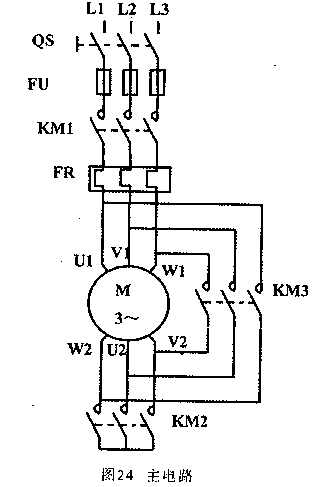 L1 L2 L3
QS
FU
KM1
FR
U1 V1 W1
M
3～
KM3
W2 U2 V2
KM2
图24 主电路